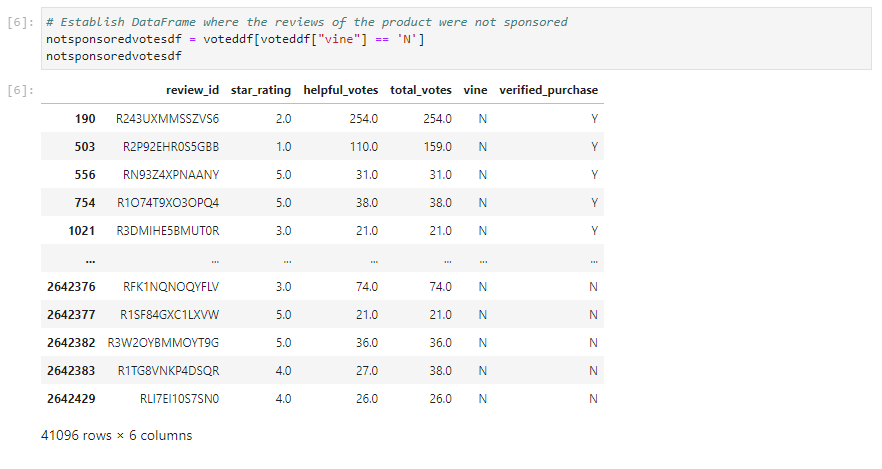 [6]: # Establish DataFrame where the reviews of the product were not sponsored
notsponsoredvotesdf = voteddf[voteddf["vine"] == 'N']
notsponsoredvotesdf
[6]: review_id star_rating helpful_votes total_votes vine verified_purchase
190 R243UXMMSSZVS6 2.0 254.0 254.0 N Y
503 R2P92EHR0S5GBB 1.0 110.0 159.0 N Y
556 RN93Z4XPNAANY 5.0 31.0 31.0 N Y
754 R1O74T9XO3OPQ4 5.0 38.0 38.0 N Y
1021 R3DMIHE5BMUT0R 3.0 21.0 21.0 N Y
... ... ... ... ... ... ...
2642376 RFK1NQNOQYFLV 3.0 74.0 74.0 N N
2642377 R1SF84GXC1LXVW 5.0 21.0 21.0 N N
2642382 R3W2OYBMMOYT9G 5.0 36.0 36.0 N N
2642383 R1TG8VNKP4DSQR 4.0 27.0 38.0 N N
2642429 RLI7EI10S7SN0 4.0 26.0 26.0 N N
41096 rows × 6 columns